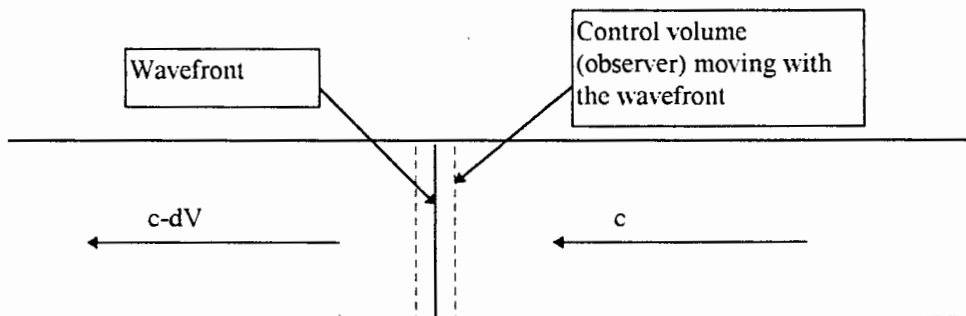 Wavefront
Control volume
(observer) moving with
the wavefront
c-dV
c